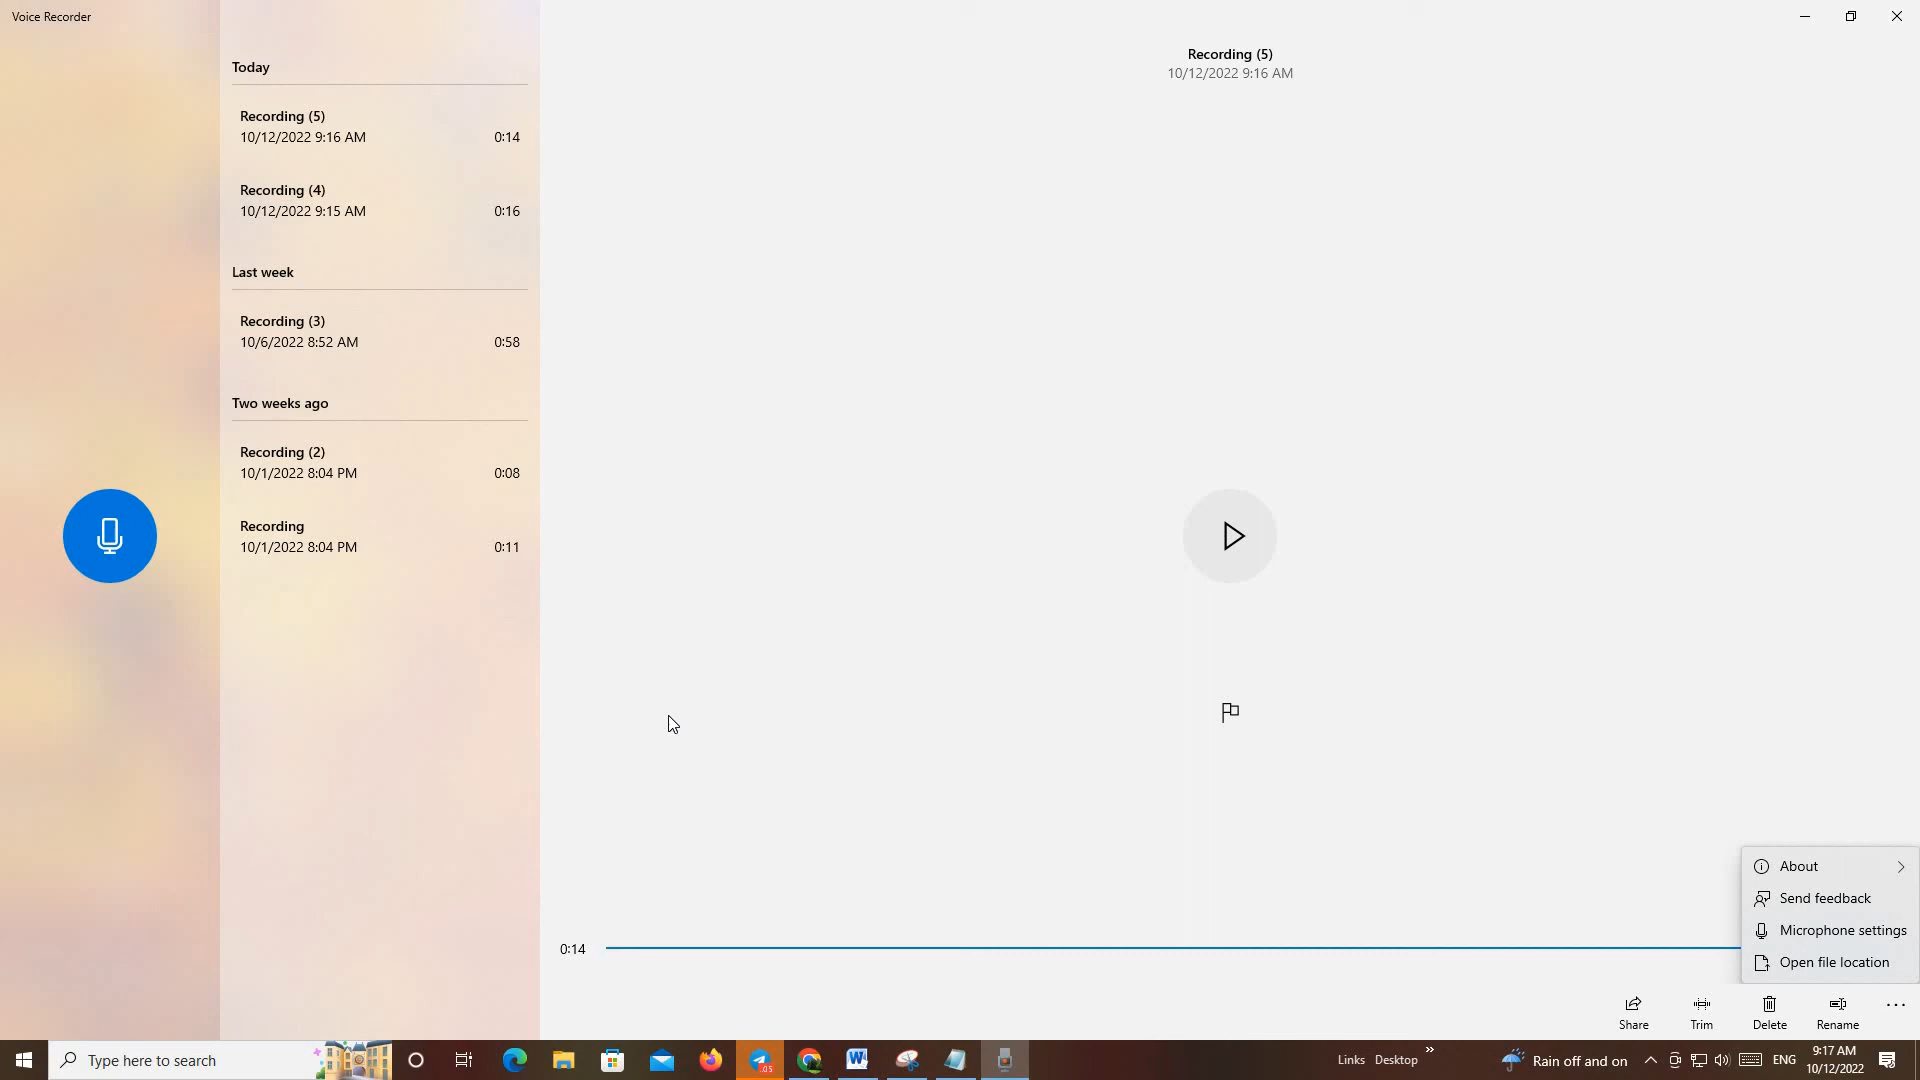 Voice Recorder
Today
Recording (5)
10/12/2022 9:16 AM 0:14
Recording (4)
10/12/2022 9:15 AM 0:16
Last week
Recording (3)
10/6/2022 8:52 AM 0:58
Two weeks ago
Recording (2)
10/1/2022 8:04 PM 0:08
Recording
10/1/2022 8:04 PM 0:11
Recording (5)
10/12/2022 9:16 AM
0:14
About
Send feedback
Microphone settings
Open file location
Share Trim Delete Rename
Type here to search
.05
Links Desktop
Rain off and on
ENG
9:17 AM
10/12/2022